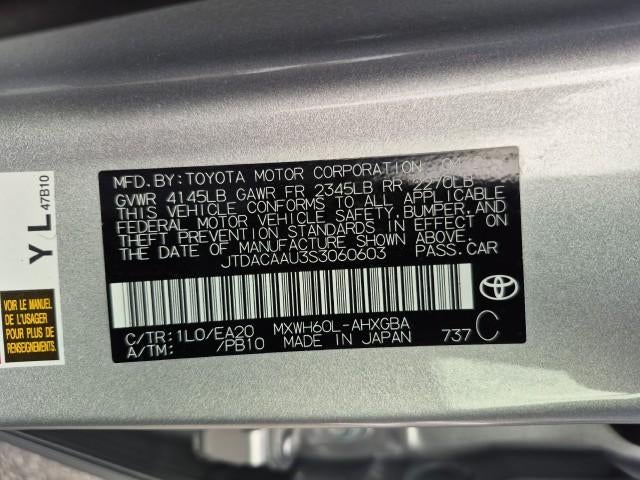 MFD.BY:TOYOTA MOTOR CORPORATION 04
GVWR 4145LB GAWR FR 2345LB RR 2270LB
THIS VEHICLE CONFORMS TO ALL APPLICABLE
FEDERAL MOTOR VEHICLE SAFETY,BUMPER,AND
THEFT PREVENTION STANDARDS IN EFFECT ON
THE DATE OF MANUFACTURE SHOWN ABOVE.
JTDACAAU3S3060603 PASS.CAR
C/TR:1L0/EA20 MXWH60L-AHXGBA
A/TM: /PB10 MADE IN JAPAN 737 C
YL
47B10
VOIR LE MANUEL
POUR PLUS DE
RENSEIGNEMENTS.